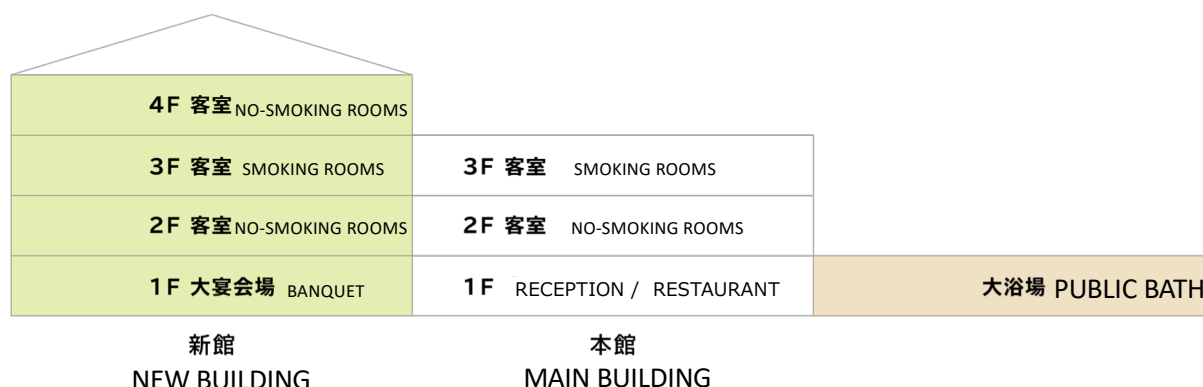 4F 客室 NO-SMOKING ROOMS
3F 客室 SMOKING ROOMS
3F 客室 SMOKING ROOMS
2F 客室 NO-SMOKING ROOMS
2F 客室 NO-SMOKING ROOMS
1F 大宴会場 BANQUET
1F RECEPTION / RESTAURANT
大浴場 PUBLIC BATH
新館
本館
NEW BUILDING
MAIN BUILDING